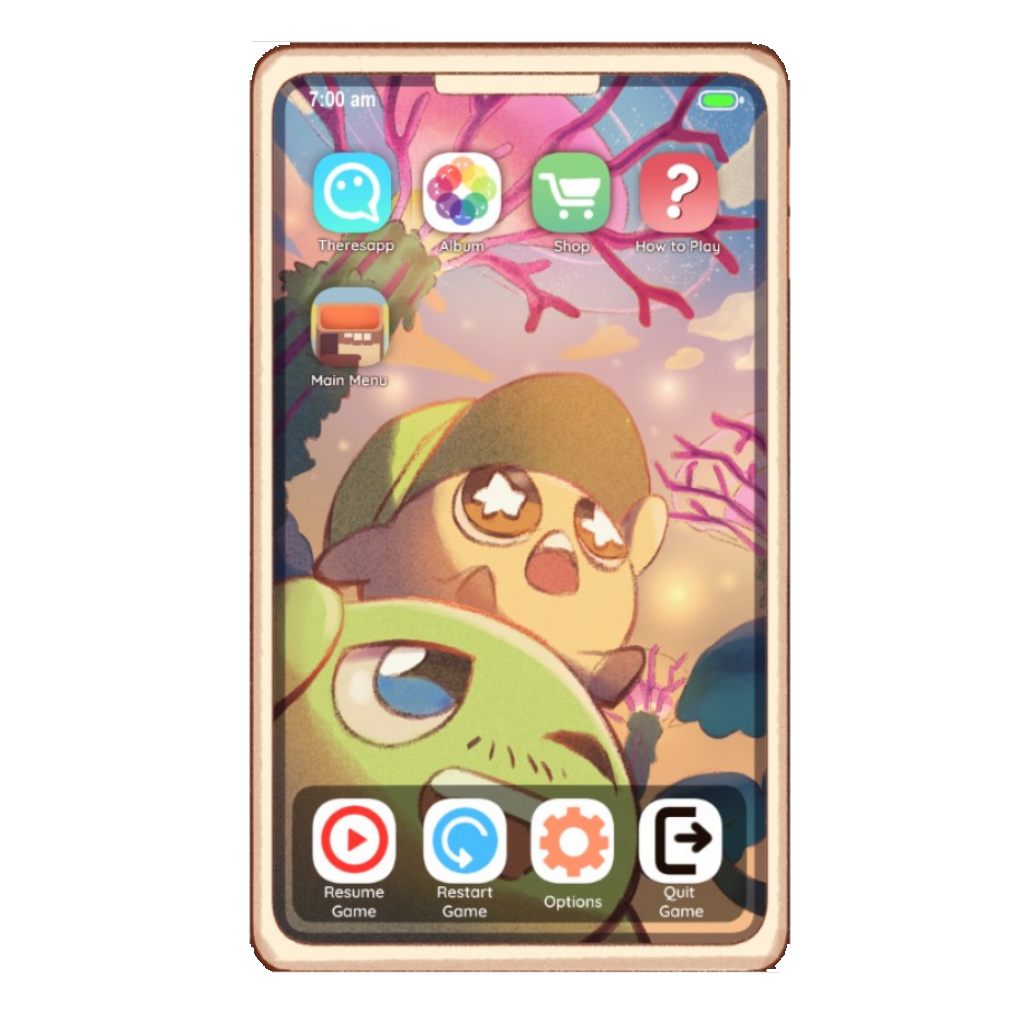 7:00 am
Theresapp
Album
Shop
How to Play
Main Menu
Resume
Game
Restart
Game
Options
Quit
Game